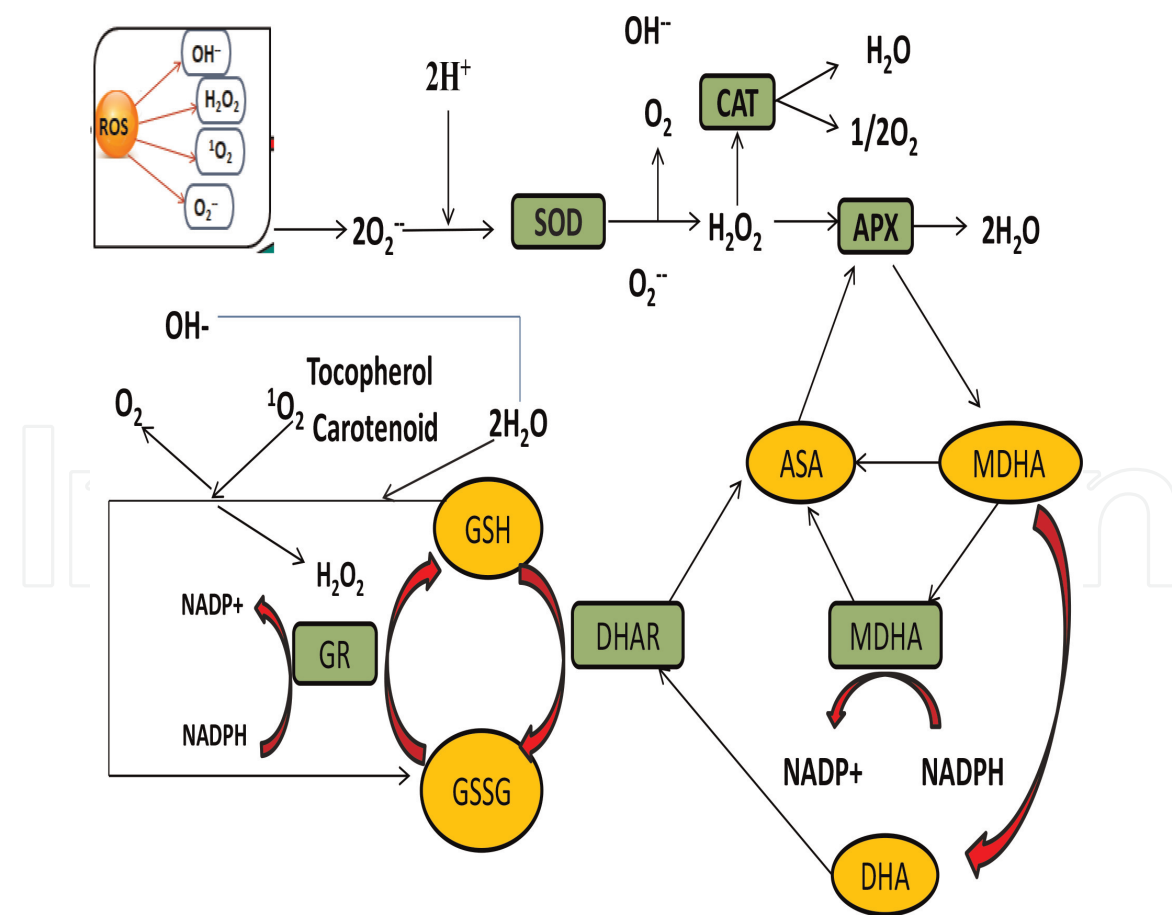 ROS
OH⁻
H₂O₂
¹O₂
O₂⁻
2H⁺
OH⁻⁻
O₂
CAT
H₂O
1/2O₂
2O₂⁻⁻
SOD
H₂O₂
APX
2H₂O
O₂⁻⁻
OH-
O₂
¹O₂
Tocopherol
Carotenoid
2H₂O
ASA
MDHA
GSH
H₂O₂
NADP+
GR
DHAR
MDHA
NADPH
GSSG
NADP+
NADPH
DHA